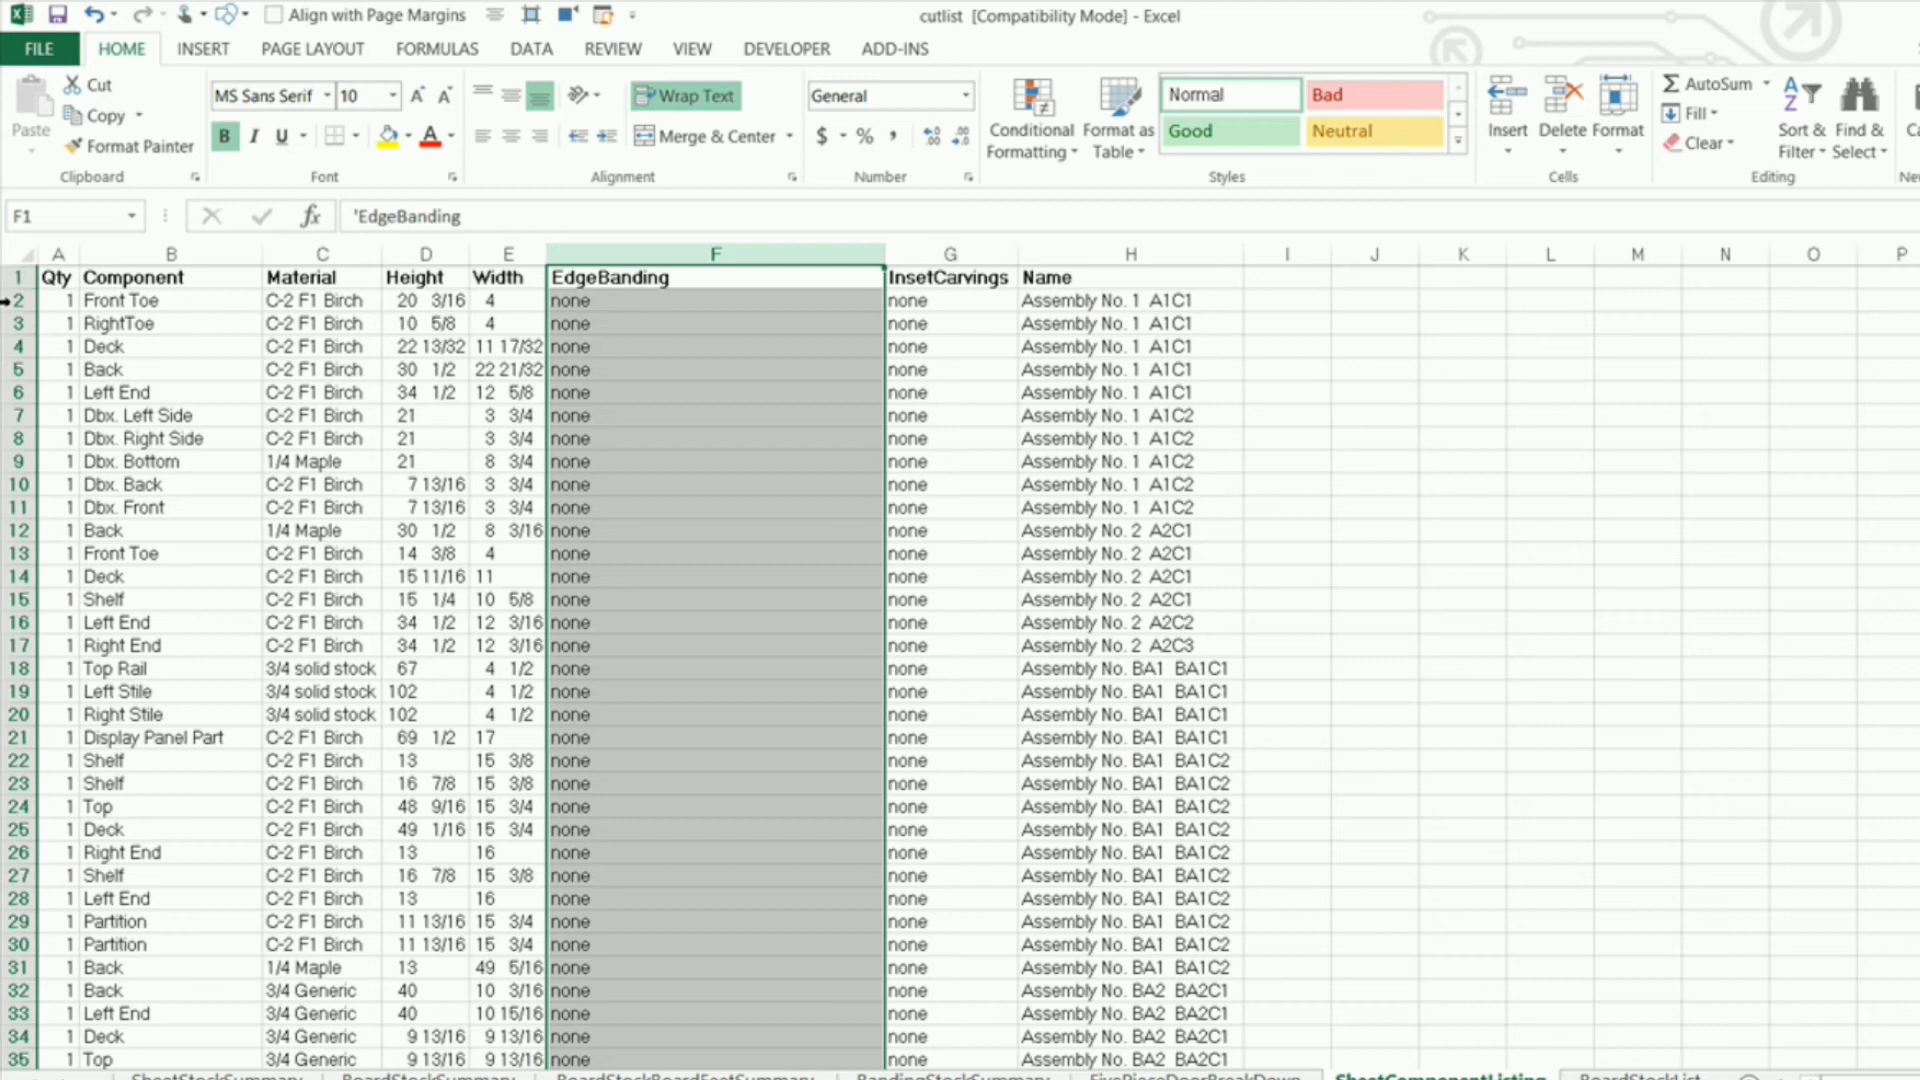 Align with Page Margins
cutlist [Compatibility Mode] - Excel
FILE HOME INSERT PAGE LAYOUT FORMULAS DATA REVIEW VIEW DEVELOPER ADD-INS
Paste
Cut
Copy
Format Painter
Clipboard
MS Sans Serif 10
B I U A
Font
Wrap Text
Merge & Center
Alignment
General
$ % ,
Number
Conditional Formatting
Format as Table
Normal Bad
Good Neutral
Styles
Insert Delete Format
Cells
AutoSum
Fill
Clear
Sort & Filter
Find & Select
Editing
F1 fx 'EdgeBanding
A B C D E F G H I J K L M N O P
1 Qty Component Material Height Width EdgeBanding InsetCarvings Name
2 1 Front Toe C-2 F1 Birch 20 3/16 4 none none Assembly No. 1 A1C1
3 1 RightToe C-2 F1 Birch 10 5/8 4 none none Assembly No. 1 A1C1
4 1 Deck C-2 F1 Birch 22 13/32 11 17/32 none none Assembly No. 1 A1C1
5 1 Back C-2 F1 Birch 30 1/2 22 21/32 none none Assembly No. 1 A1C1
6 1 Left End C-2 F1 Birch 34 1/2 12 5/8 none none Assembly No. 1 A1C1
7 1 Dbx. Left Side C-2 F1 Birch 21 3 3/4 none none Assembly No. 1 A1C2
8 1 Dbx. Right Side C-2 F1 Birch 21 3 3/4 none none Assembly No. 1 A1C2
9 1 Dbx. Bottom 1/4 Maple 21 8 3/4 none none Assembly No. 1 A1C2
10 1 Dbx. Back C-2 F1 Birch 7 13/16 3 3/4 none none Assembly No. 1 A1C2
11 1 Dbx. Front C-2 F1 Birch 7 13/16 3 3/4 none none Assembly No. 1 A1C2
12 1 Back 1/4 Maple 30 1/2 8 3/16 none none Assembly No. 2 A2C1
13 1 Front Toe C-2 F1 Birch 14 3/8 4 none none Assembly No. 2 A2C1
14 1 Deck C-2 F1 Birch 15 11/16 11 none none Assembly No. 2 A2C1
15 1 Shelf C-2 F1 Birch 15 1/4 10 5/8 none none Assembly No. 2 A2C1
16 1 Left End C-2 F1 Birch 34 1/2 12 3/16 none none Assembly No. 2 A2C2
17 1 Right End C-2 F1 Birch 34 1/2 12 3/16 none none Assembly No. 2 A2C3
18 1 Top Rail 3/4 solid stock 67 4 1/2 none none Assembly No. BA1 BA1C1
19 1 Left Stile 3/4 solid stock 102 4 1/2 none none Assembly No. BA1 BA1C1
20 1 Right Stile 3/4 solid stock 102 4 1/2 none none Assembly No. BA1 BA1C1
21 1 Display Panel Part C-2 F1 Birch 69 1/2 17 none none Assembly No. BA1 BA1C1
22 1 Shelf C-2 F1 Birch 13 15 3/8 none none Assembly No. BA1 BA1C2
23 1 Shelf C-2 F1 Birch 16 7/8 15 3/8 none none Assembly No. BA1 BA1C2
24 1 Top C-2 F1 Birch 48 9/16 15 3/4 none none Assembly No. BA1 BA1C2
25 1 Deck C-2 F1 Birch 49 1/16 15 3/4 none none Assembly No. BA1 BA1C2
26 1 Right End C-2 F1 Birch 13 16 none none Assembly No. BA1 BA1C2
27 1 Shelf C-2 F1 Birch 16 7/8 15 3/8 none none Assembly No. BA1 BA1C2
28 1 Left End C-2 F1 Birch 13 16 none none Assembly No. BA1 BA1C2
29 1 Partition C-2 F1 Birch 11 13/16 15 3/4 none none Assembly No. BA1 BA1C2
30 1 Partition C-2 F1 Birch 11 13/16 15 3/4 none none Assembly No. BA1 BA1C2
31 1 Back 1/4 Maple 13 49 5/16 none none Assembly No. BA1 BA1C2
32 1 Back 3/4 Generic 40 10 3/16 none none Assembly No. BA2 BA2C1
33 1 Left End 3/4 Generic 40 10 15/16 none none Assembly No. BA2 BA2C1
34 1 Deck 3/4 Generic 9 13/16 9 13/16 none none Assembly No. BA2 BA2C1
35 1 Top 3/4 Generic 9 13/16 9 13/16 none none Assembly No. BA2 BA2C1
SheetStockSummary BoardStockSummary BoardStockBoardFeetSummary BandingStockSummary FivePieceDoorBreakDown SheetComponentListing BoardStockList